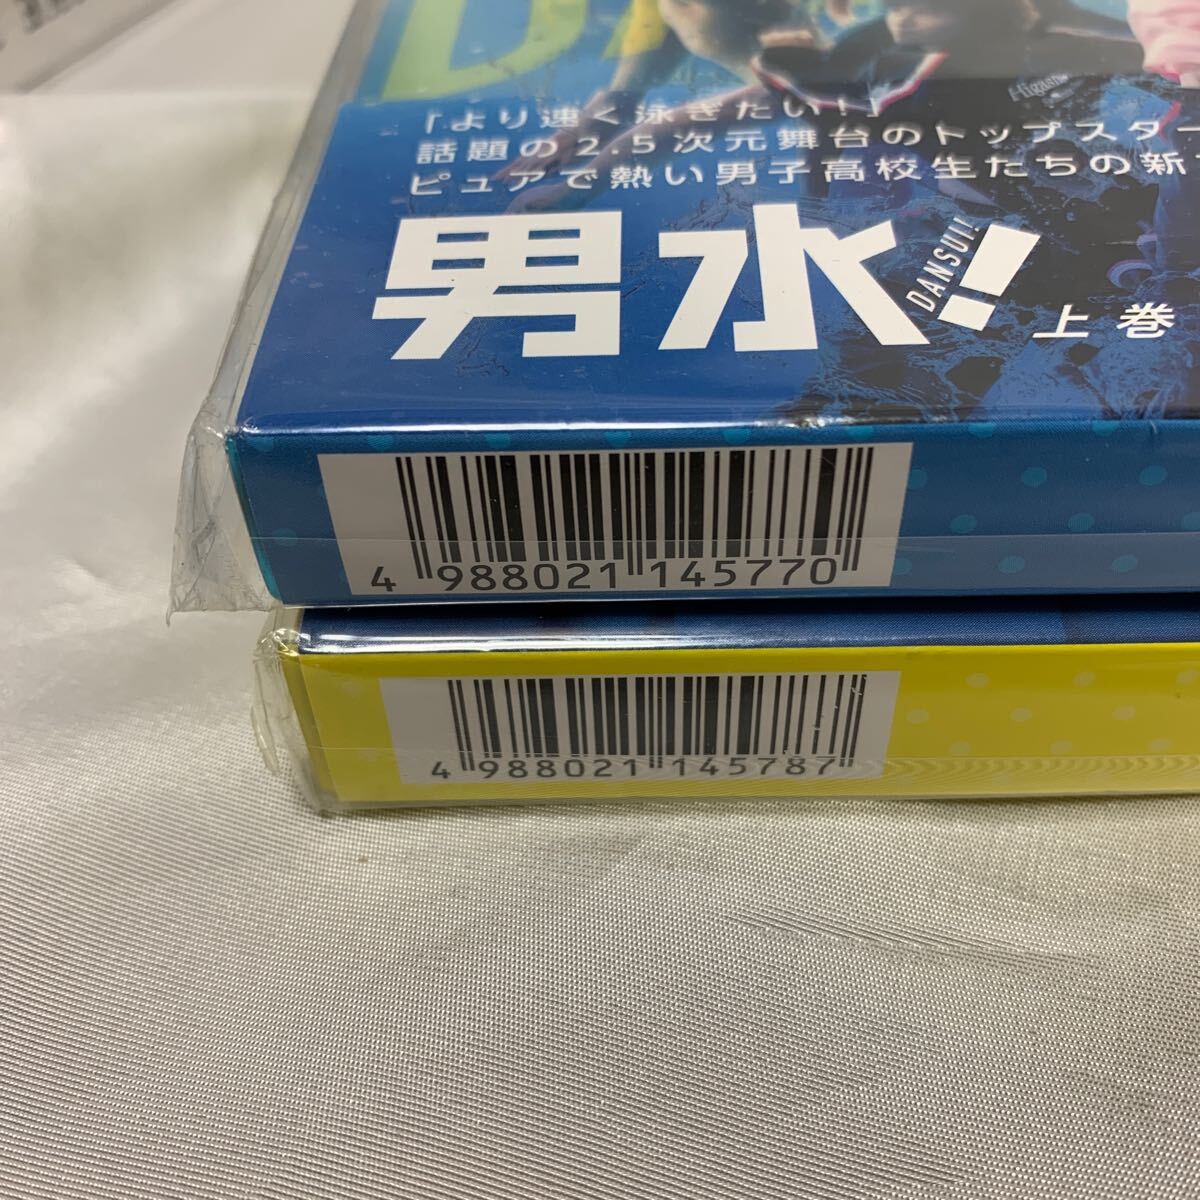 「より速く泳ぎたい！」
話題の2.5次元舞台のトップスター
ピュアで熱い男子高校生たちの新
男水!
DANSUI!
上巻
4 988021 145770
4 988021 145787